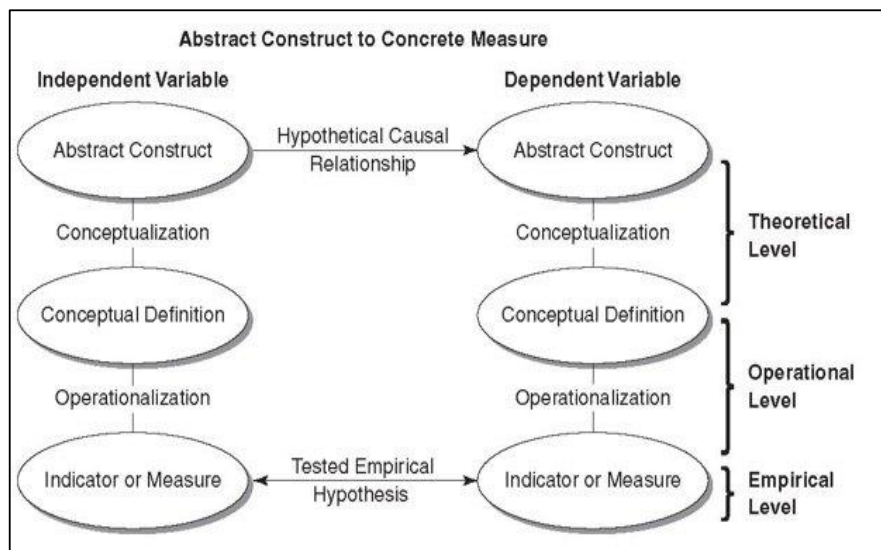 Abstract Construct to Concrete Measure
Independent Variable
Dependent Variable
Abstract Construct
Hypothetical Causal
Relationship
Abstract Construct
Conceptualization
Conceptualization
Theoretical
Level
Conceptual Definition
Conceptual Definition
Operationalization
Operationalization
Operational
Level
Indicator or Measure
Tested Empirical
Hypothesis
Indicator or Measure
Empirical
Level